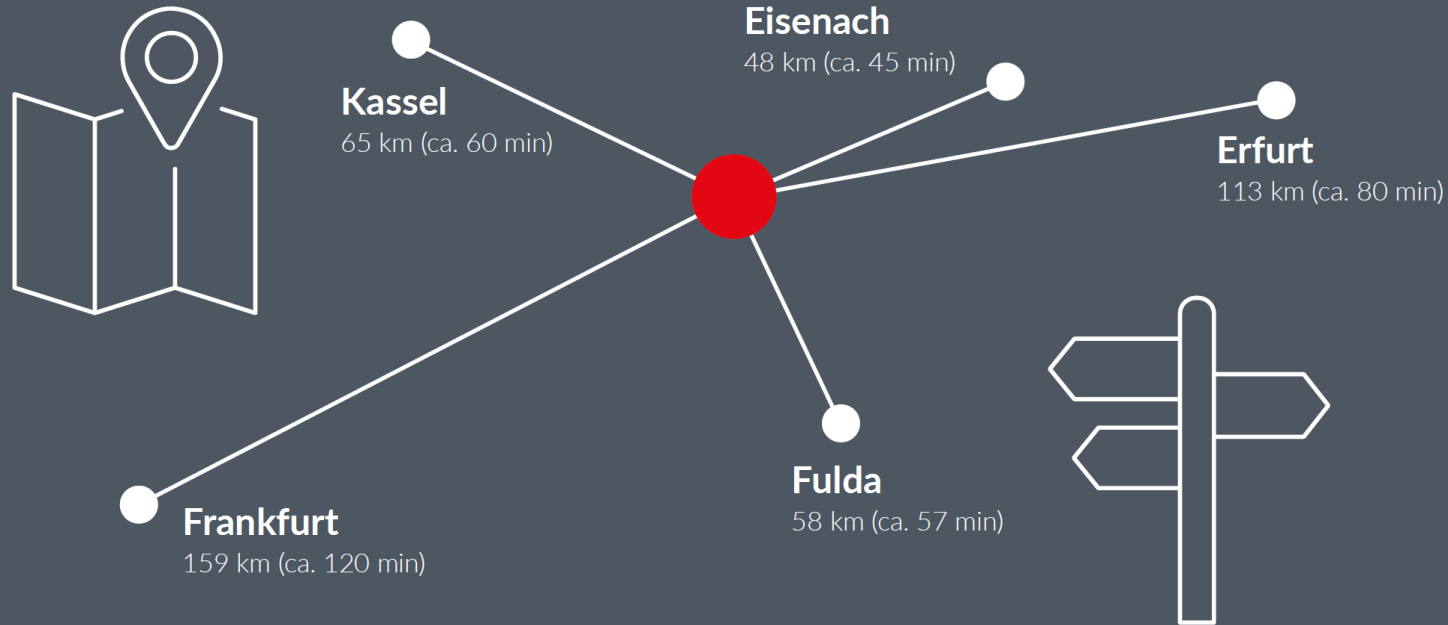 Eisenach
48 km (ca. 45 min)
Kassel
65 km (ca. 60 min)
Erfurt
113 km (ca. 80 min)
Fulda
58 km (ca. 57 min)
Frankfurt
159 km (ca. 120 min)